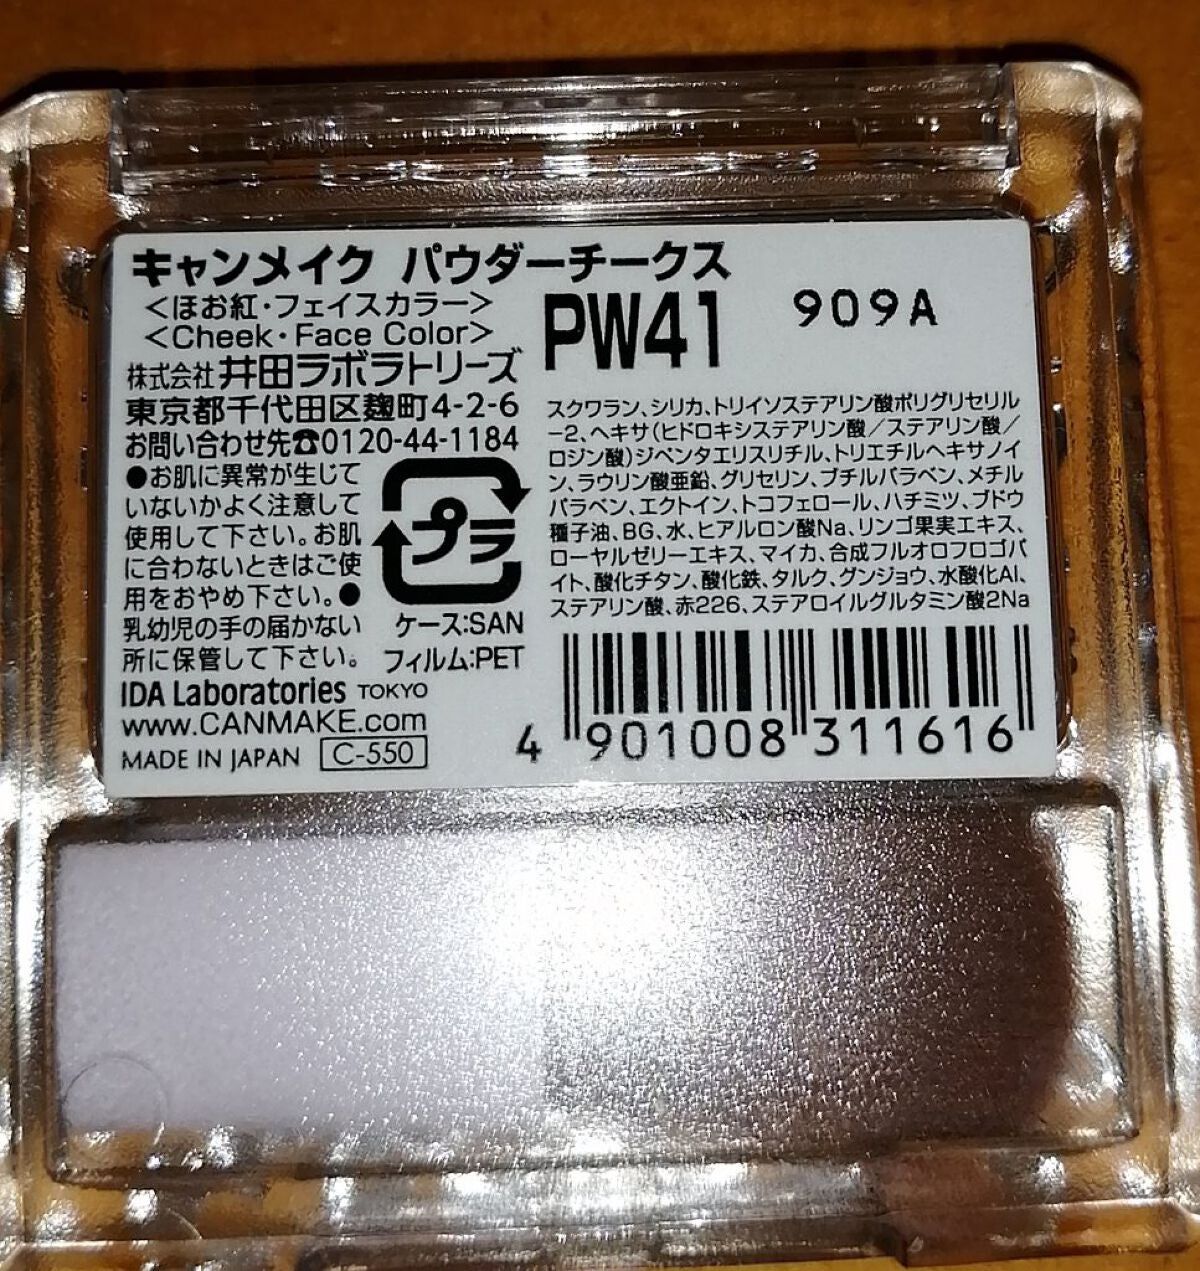 キャンメイク パウダーチークス
<ほお紅・フェイスカラー>
<Cheek・Face Color>
PW41
909A
株式会社 井田ラボラトリーズ
東京都千代田区麹町4-2-6
お問い合わせ先☎0120-44-1184
●お肌に異常が生じて
いないかよく注意して
使用して下さい。お肌
に合わないときはご使
用をおやめ下さい。●
乳幼児の手の届かない
所に保管して下さい。
プラ
ケース:SAN
フィルム:PET
IDA Laboratories TOKYO
www.CANMAKE.com
MADE IN JAPAN C-550
スクワラン、シリカ、トリイソステアリン酸ポリグリセリル
-2、ヘキサ(ヒドロキシステアリン酸/ステアリン酸/
ロジン酸)ジペンタエリスリチル、トリエチルヘキサノイ
ン、ラウリン酸亜鉛、グリセリン、ブチルパラベン、メチル
パラベン、エクトイン、トコフェロール、ハチミツ、ブドウ
種子油、BG、水、ヒアルロン酸Na、リンゴ果実エキス、
ローヤルゼリーエキス、マイカ、合成フルオロフロゴパ
イト、酸化チタン、酸化鉄、タルク、グンジョウ、水酸化Al、
ステアリン酸、赤226、ステアロイルグルタミン酸2Na
4 901008 311616